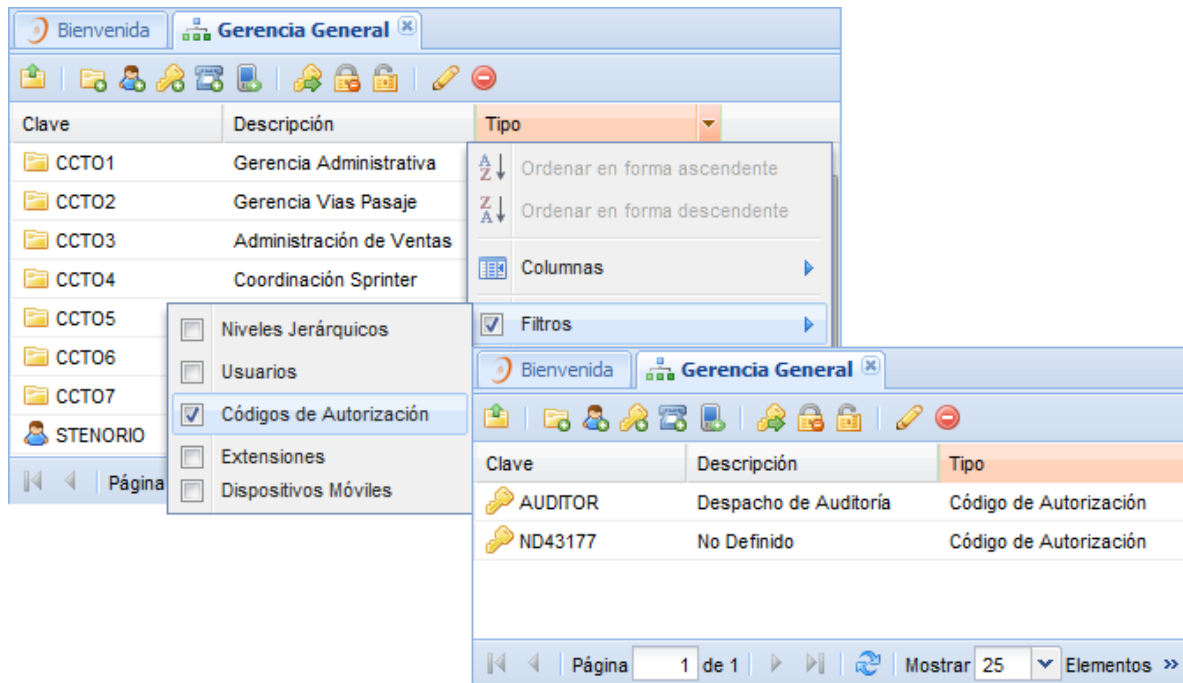 Bienvenida Gerencia General
Clave Descripción Tipo
CCTO1 Gerencia Administrativa
CCTO2 Gerencia Vias Pasaje
CCTO3 Administración de Ventas
CCTO4 Coordinación Sprinter
CCTO5
CCTO6
CCTO7
STENORIO
Página
A Z Ordenar en forma ascendente
Z A Ordenar en forma descendente
Columnas
Filtros
Niveles Jerárquicos
Usuarios
Códigos de Autorización
Extensiones
Dispositivos Móviles
Bienvenida Gerencia General
Clave Descripción Tipo
AUDITOR Despacho de Auditoría Código de Autorización
ND43177 No Definido Código de Autorización
Página 1 de 1 Mostrar 25 Elementos »